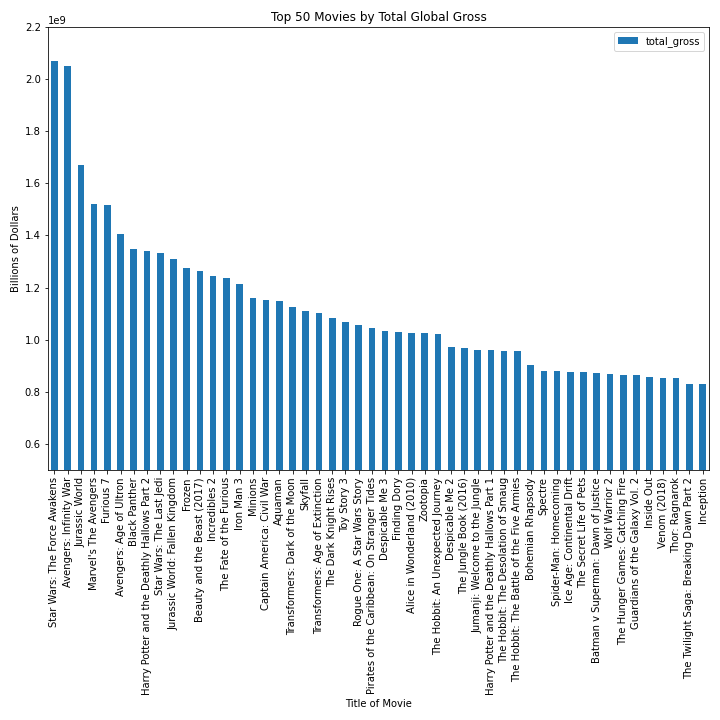 Top 50 Movies by Total Global Gross
1e9
total_gross
2.2
2.0
1.8
1.6
1.4
1.2
1.0
0.8
0.6
Billions of Dollars
Star Wars: The Force Awakens
Avengers: Infinity War
Jurassic World
Marvel's The Avengers
Furious 7
Avengers: Age of Ultron
Black Panther
Harry Potter and the Deathly Hallows Part 2
Star Wars: The Last Jedi
Jurassic World: Fallen Kingdom
Frozen
Beauty and the Beast (2017)
Incredibles 2
The Fate of the Furious
Iron Man 3
Minions
Captain America: Civil War
Aquaman
Transformers: Dark of the Moon
Skyfall
Transformers: Age of Extinction
The Dark Knight Rises
Toy Story 3
Rogue One: A Star Wars Story
Pirates of the Caribbean: On Stranger Tides
Despicable Me 3
Finding Dory
Alice in Wonderland (2010)
Zootopia
The Hobbit: An Unexpected Journey
Despicable Me 2
The Jungle Book (2016)
Jumanji: Welcome to the Jungle
Harry Potter and the Deathly Hallows Part 1
The Hobbit: The Desolation of Smaug
The Hobbit: The Battle of the Five Armies
Bohemian Rhapsody
Spectre
Spider-Man: Homecoming
Ice Age: Continental Drift
The Secret Life of Pets
Batman v Superman: Dawn of Justice
Wolf Warrior 2
The Hunger Games: Catching Fire
Guardians of the Galaxy Vol. 2
Inside Out
Venom (2018)
Thor: Ragnarok
The Twilight Saga: Breaking Dawn Part 2
Inception
Title of Movie